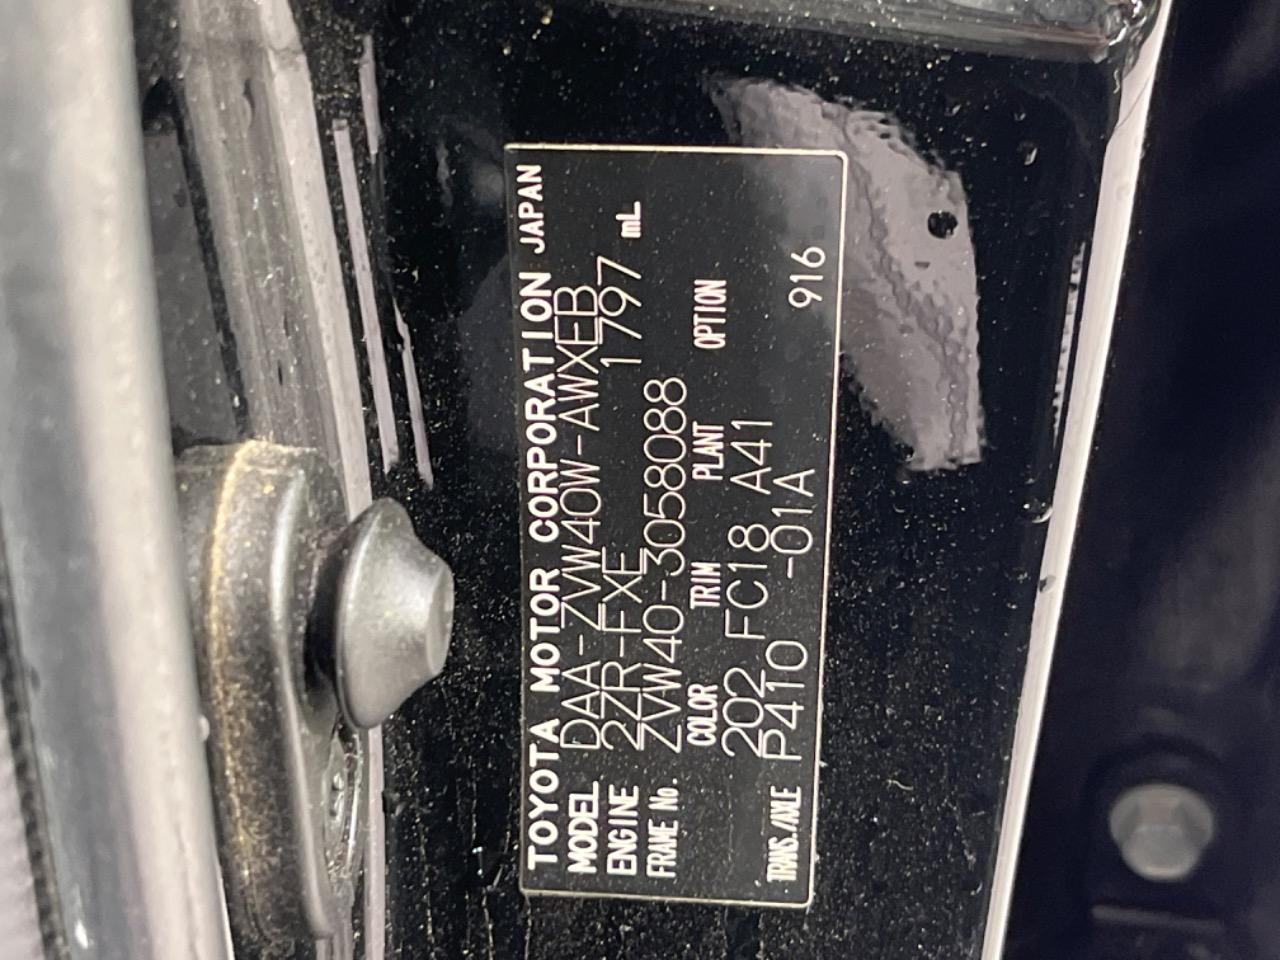 TOYOTA MOTOR CORPORATION JAPAN
MODEL DAA-ZVW40W-AWXEB
ENGINE 2ZR-FXE 1797 mL
FRAME No. ZVW40-3058088
COLOR TRIM PLANT OPTION
202 FC18 A41
TRANS./AXLE P410 -01A 916